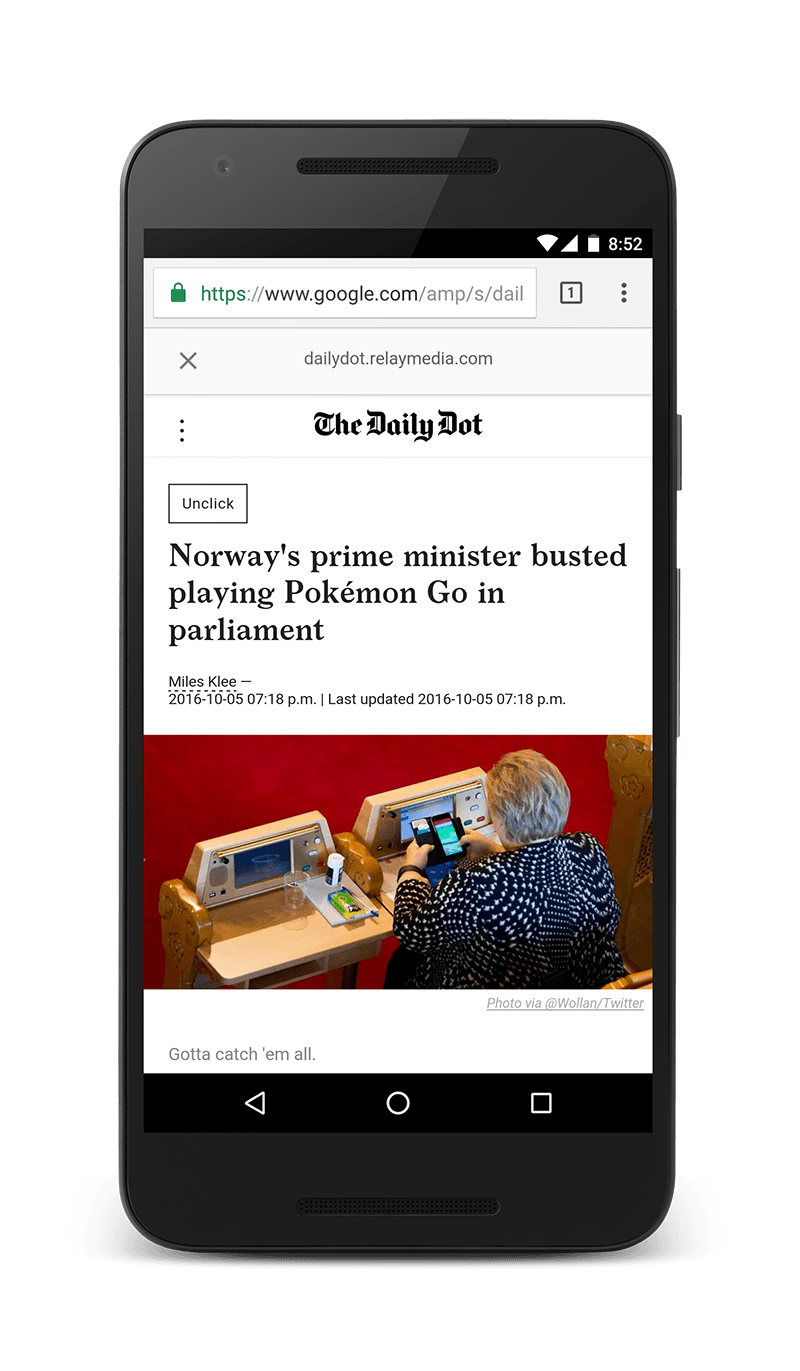 8:52
https://www.google.com/amp/s/dail
1
dailydot.relaymedia.com
The Daily Dot
Unclick
Norway's prime minister busted
playing Pokémon Go in
parliament
Miles Klee —
2016-10-05 07:18 p.m. | Last updated 2016-10-05 07:18 p.m.
Photo via @Wollan/Twitter
Gotta catch 'em all.